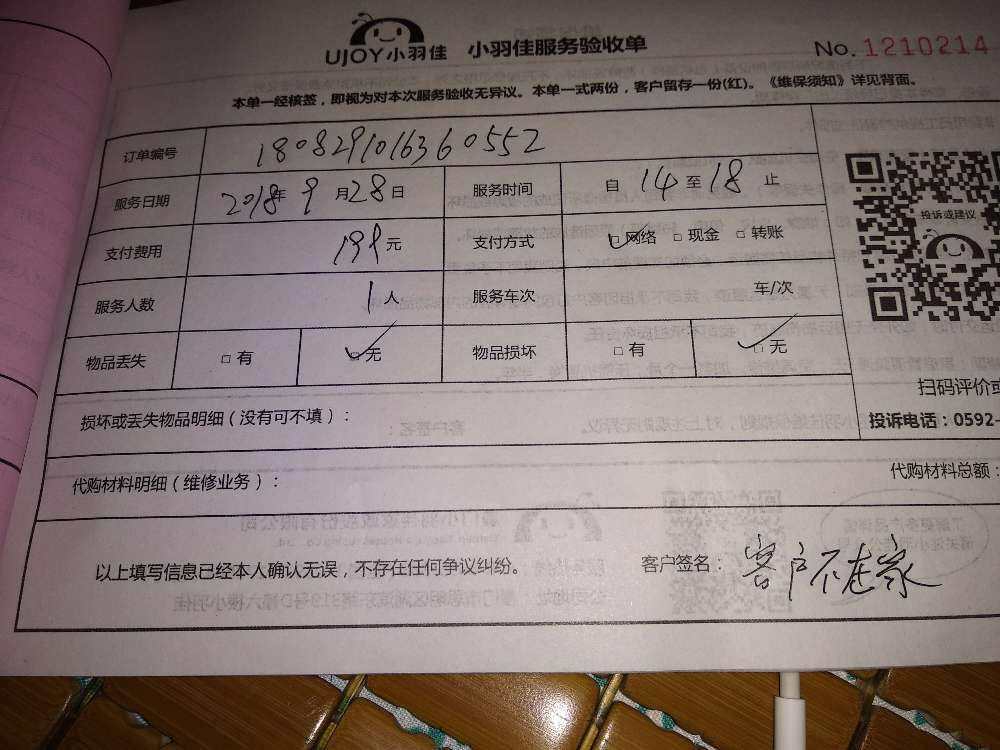 UJOY小羽佳 小羽佳服务验收单 No. 1210214
本单一经核签，即视为对本次服务验收无异议。本单一式两份，客户留存一份(红)。《维保须知》详见背面。
订单编号 1808291016360552
服务日期 2018年9月28日 服务时间 自 14 至 18 止
支付费用 199元 支付方式 □网络 □现金 □转账
投诉或建议
服务人数 1人 服务车次 车/次
物品丢失 □有 □无 物品损坏 □有 □无
扫码评价或
损坏或丢失物品明细（没有可不填）： 投诉电话：0592-
代购材料明细（维修业务）： 代购材料总额：
以上填写信息已经本人确认无误，不存在任何争议纠纷。 客户签名： 客户不在家